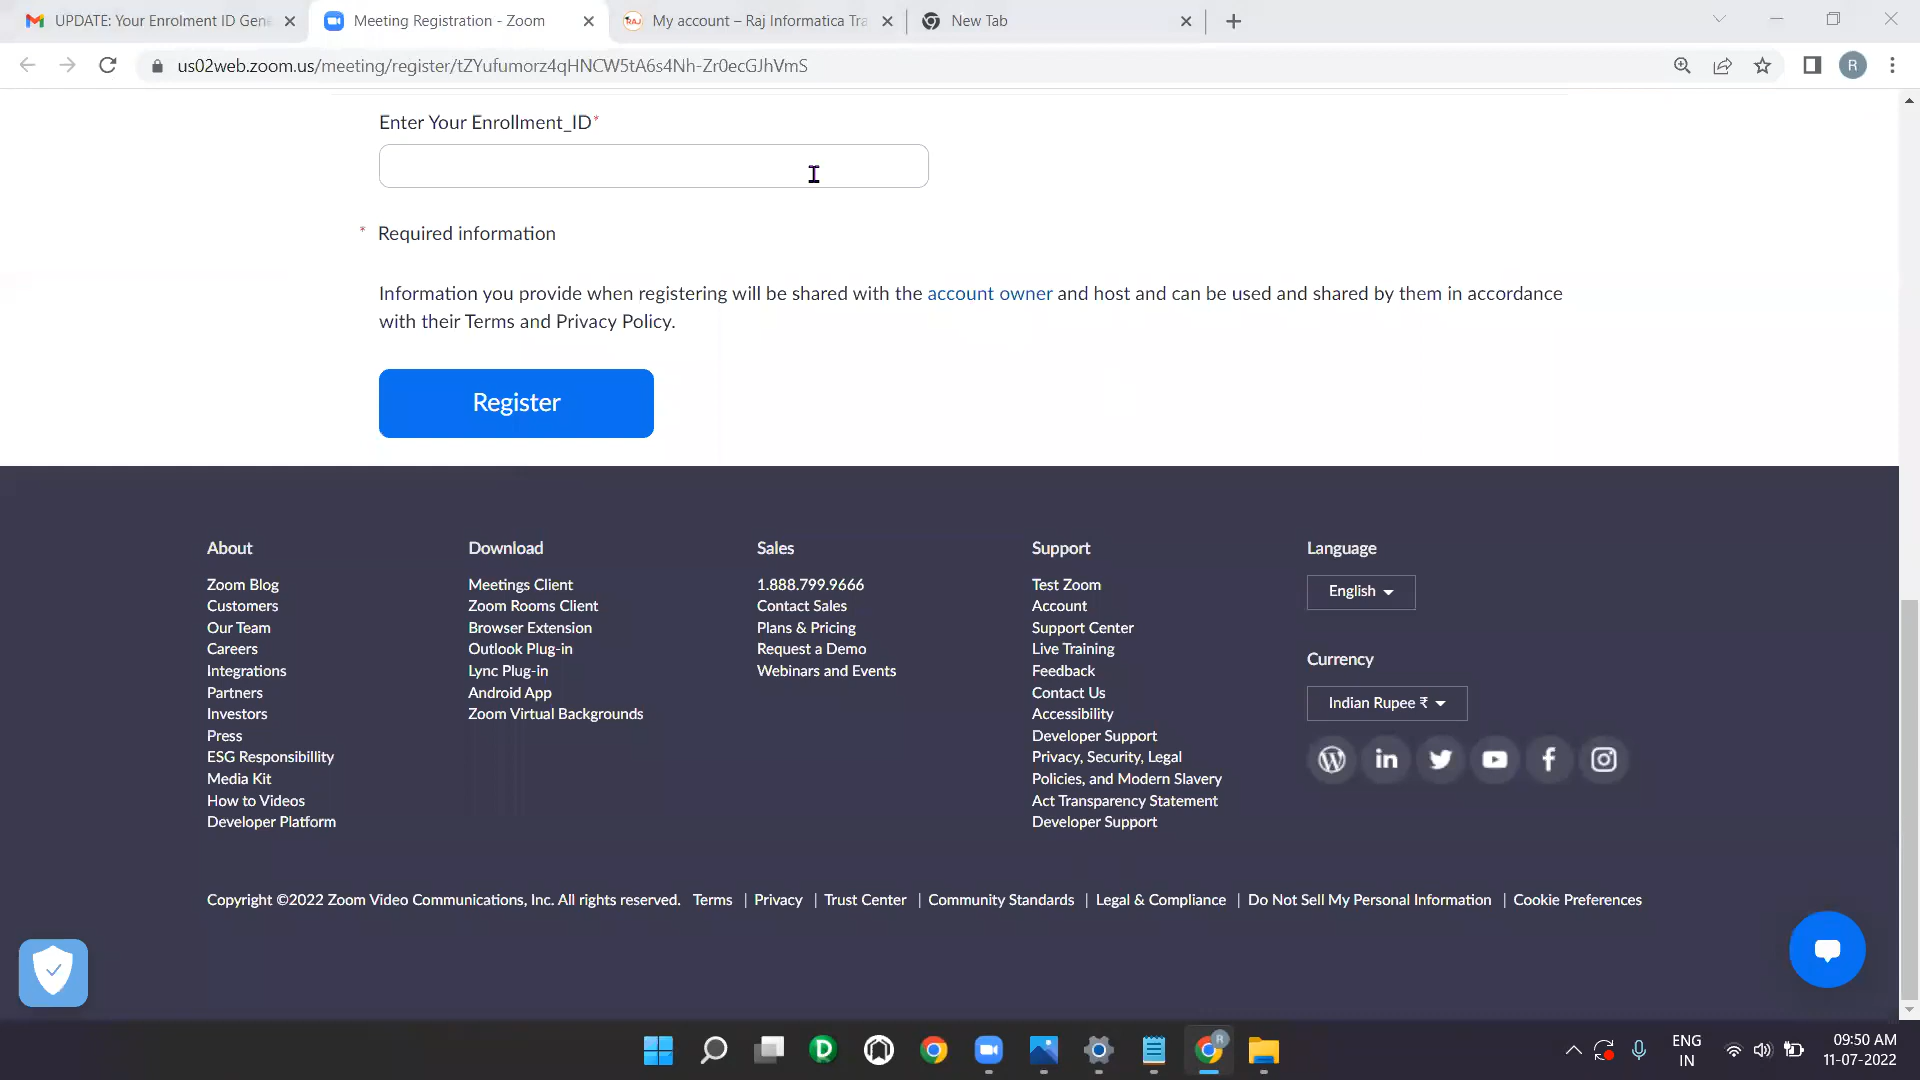 UPDATE: Your Enrolment ID Gene
Meeting Registration - Zoom
My account – Raj Informatica Tra
New Tab
us02web.zoom.us/meeting/register/tZYufumorz4qHNCW5tA6s4Nh-Zr0ecGJhVmS
R
Enter Your Enrollment_ID*
* Required information
Information you provide when registering will be shared with the account owner and host and can be used and shared by them in accordance
with their Terms and Privacy Policy.
Register
About
Zoom Blog
Customers
Our Team
Careers
Integrations
Partners
Investors
Press
ESG Responsibility
Media Kit
How to Videos
Developer Platform
Download
Meetings Client
Zoom Rooms Client
Browser Extension
Outlook Plug-in
Lync Plug-in
Android App
Zoom Virtual Backgrounds
Sales
1.888.799.9666
Contact Sales
Plans & Pricing
Request a Demo
Webinars and Events
Support
Test Zoom
Account
Support Center
Live Training
Feedback
Contact Us
Accessibility
Developer Support
Privacy, Security, Legal
Policies, and Modern Slavery
Act Transparency Statement
Developer Support
Language
English
Currency
Indian Rupee ₹
Copyright ©2022 Zoom Video Communications, Inc. All rights reserved. Terms | Privacy | Trust Center | Community Standards | Legal & Compliance | Do Not Sell My Personal Information | Cookie Preferences
ENG
IN
09:50 AM
11-07-2022